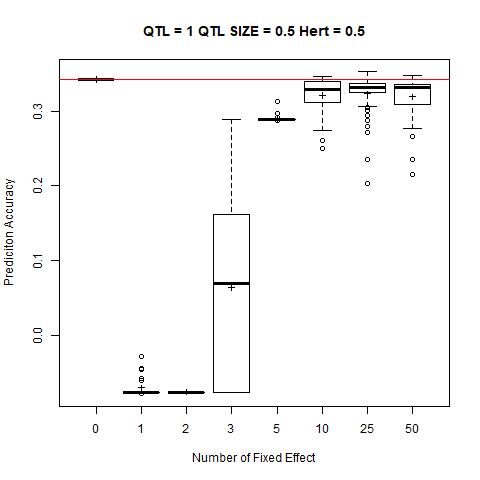 QTL = 1 QTL SIZE = 0.5 Hert = 0.5
0.3
0.2
0.1
0.0
Prediciton Accuracy
0 1 2 3 5 10 25 50
Number of Fixed Effect